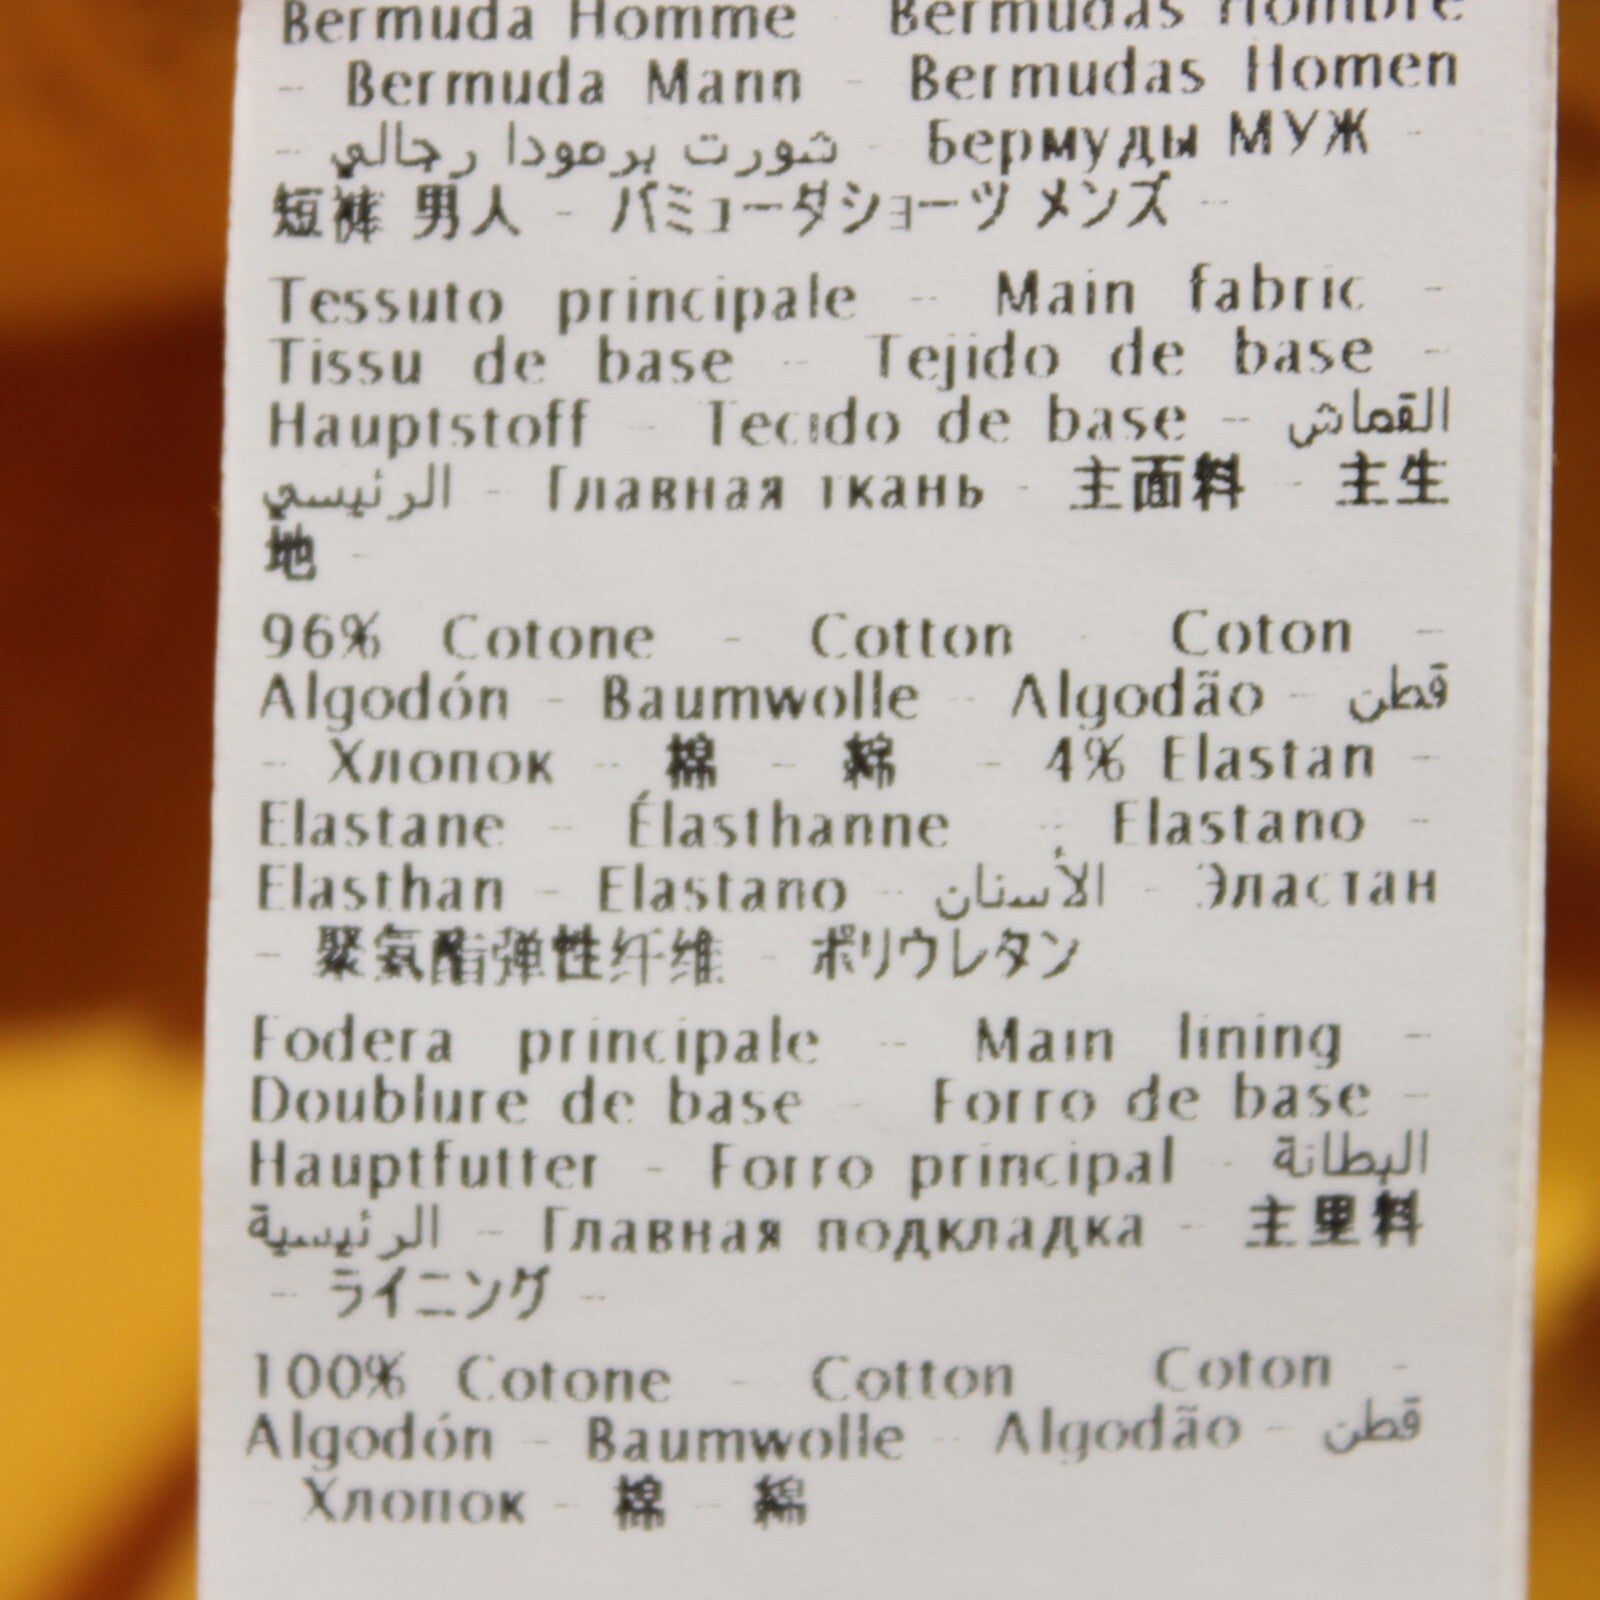 Bermuda Homme - Bermudas Hombre
- Bermuda Mann - Bermudas Homen
- شورت برمودا رجالي - Бермуды МУЖ -
短裤 男人 - バミューダショーツ メンズ -
Tessuto principale - Main fabric -
Tissu de base - Tejido de base -
Hauptstoff - Tecido de base - القماش
الرئيسي - Главная ткань - 主面料 - 主生
地 -
96% Cotone - Cotton - Coton -
Algodón - Baumwolle - Algodão - قطن
- Хлопок - 棉 - 綿 - 4% Elastan -
Elastane - Élasthanne - Elastano -
Elasthan - Elastano - الأسنان - Эластан
- 聚氨酯弹性纤维 - ポリウレタン
Fodera principale - Main lining -
Doublure de base - Forro de base -
Hauptfutter - Forro principal - البطانة
الرئيسية - Главная подкладка - 主里料
- ライニング -
100% Cotone - Cotton Coton -
Algodón - Baumwolle - Algodão - قطن
- Хлопок - 棉 - 綿